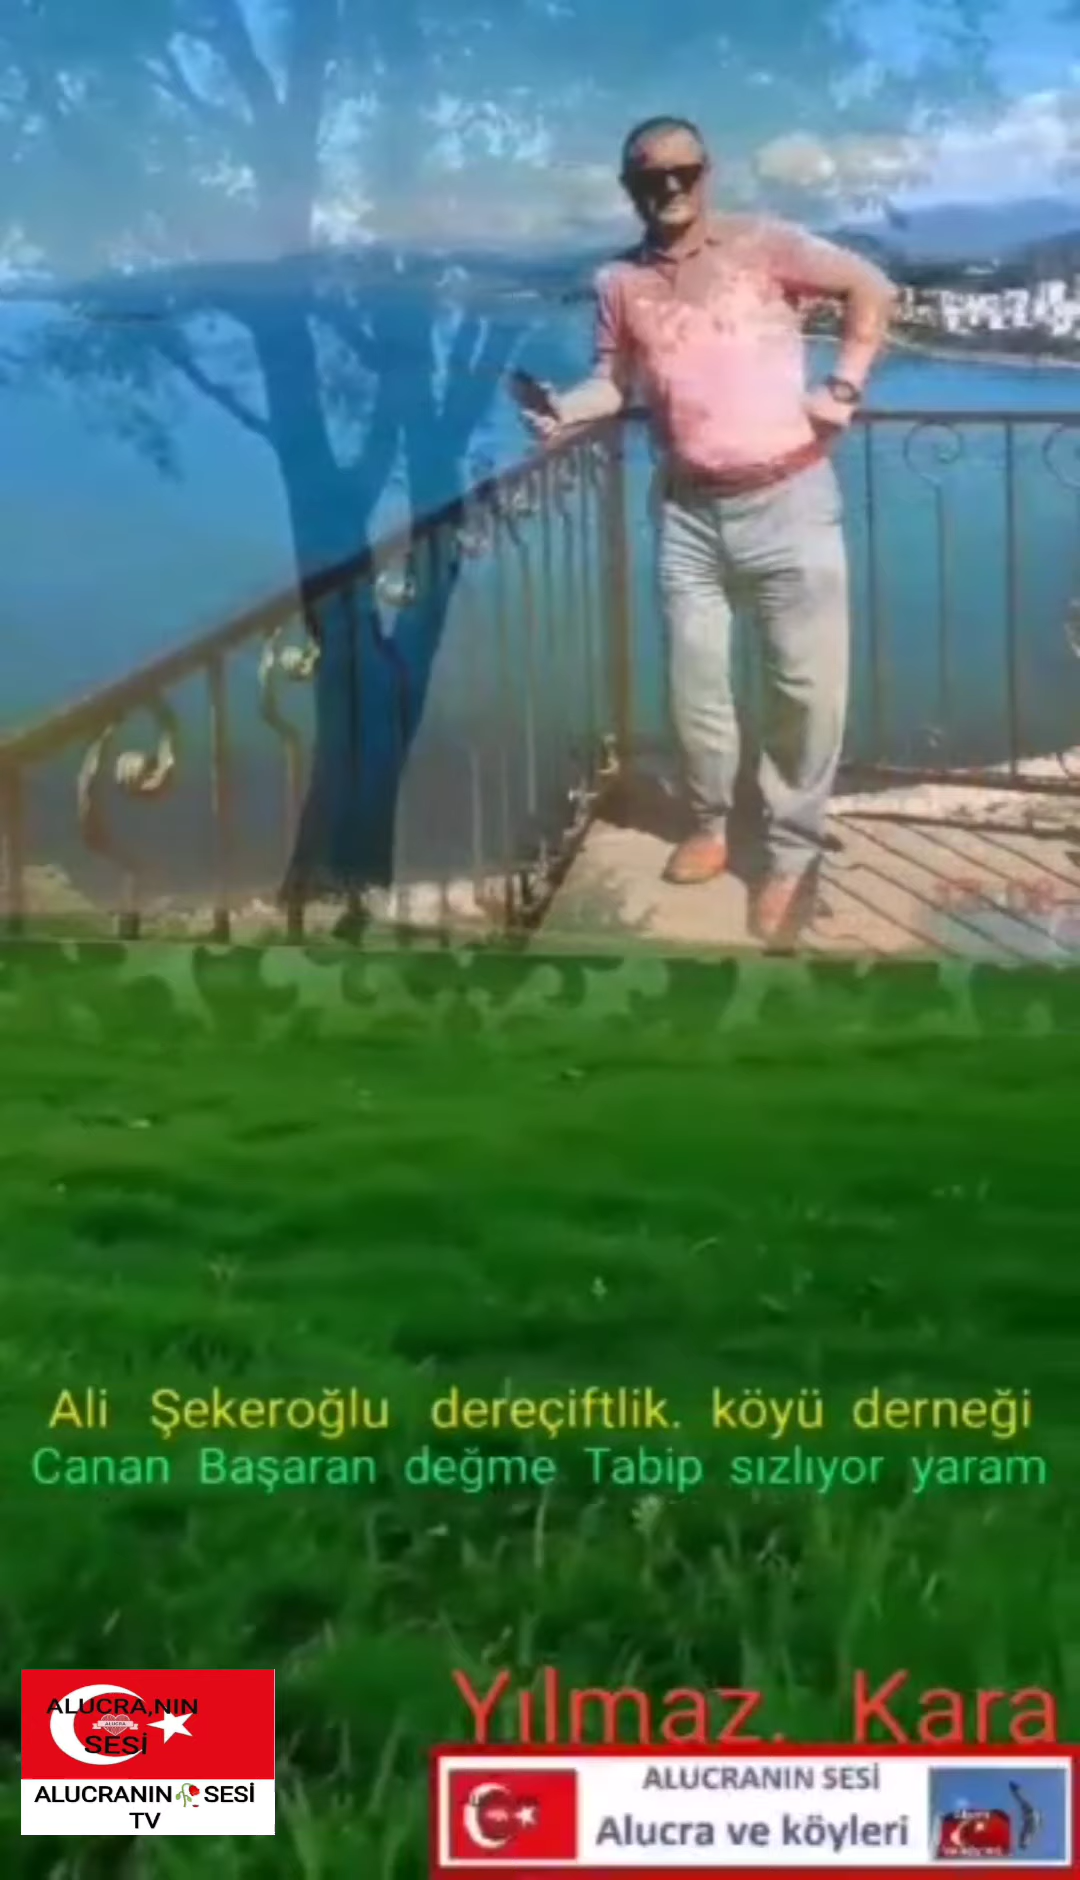 Ali Şekeroğlu dereçiftlik. köyü derneği
Canan Başaran değme Tabip sızlıyor yaram
Yılmaz. Kara
ALUCRA,NIN
ALUCRA
SESİ
ALUCRANIN🥀SESİ
TV
ALUCRANIN SESİ
Alucra ve köyleri